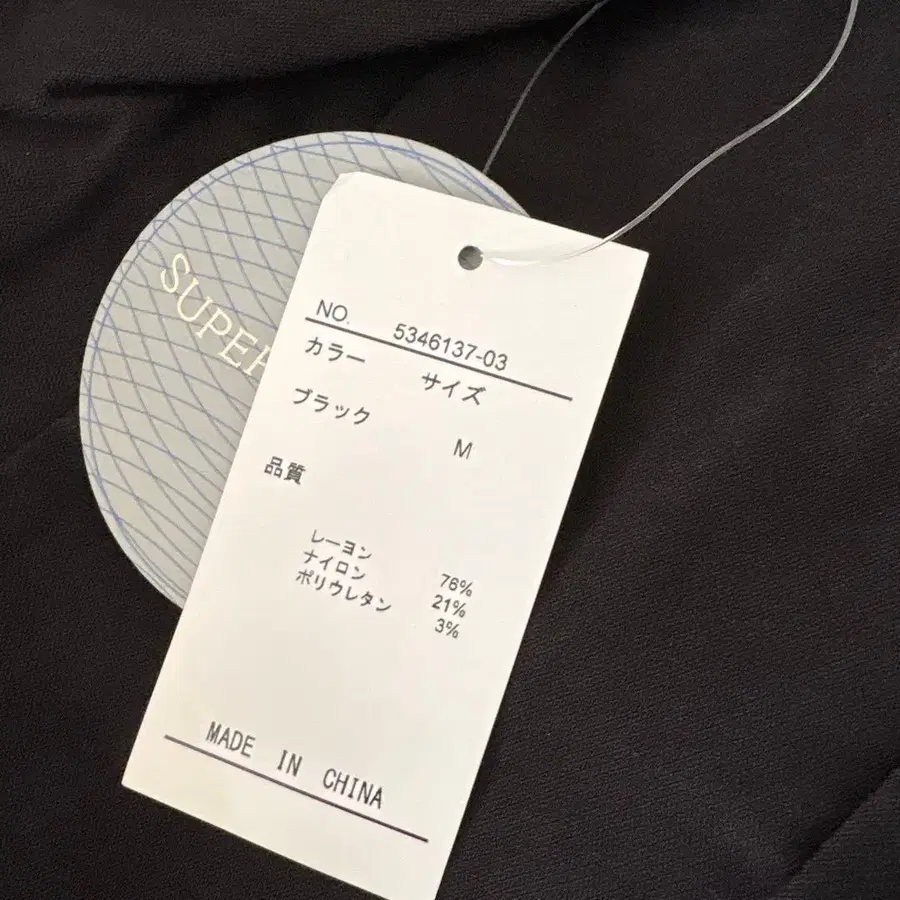 SUPER
NO. 5346137-03
カラー サイズ
ブラック M
品質
レーヨン 76%
ナイロン 21%
ポリウレタン 3%
MADE IN CHINA